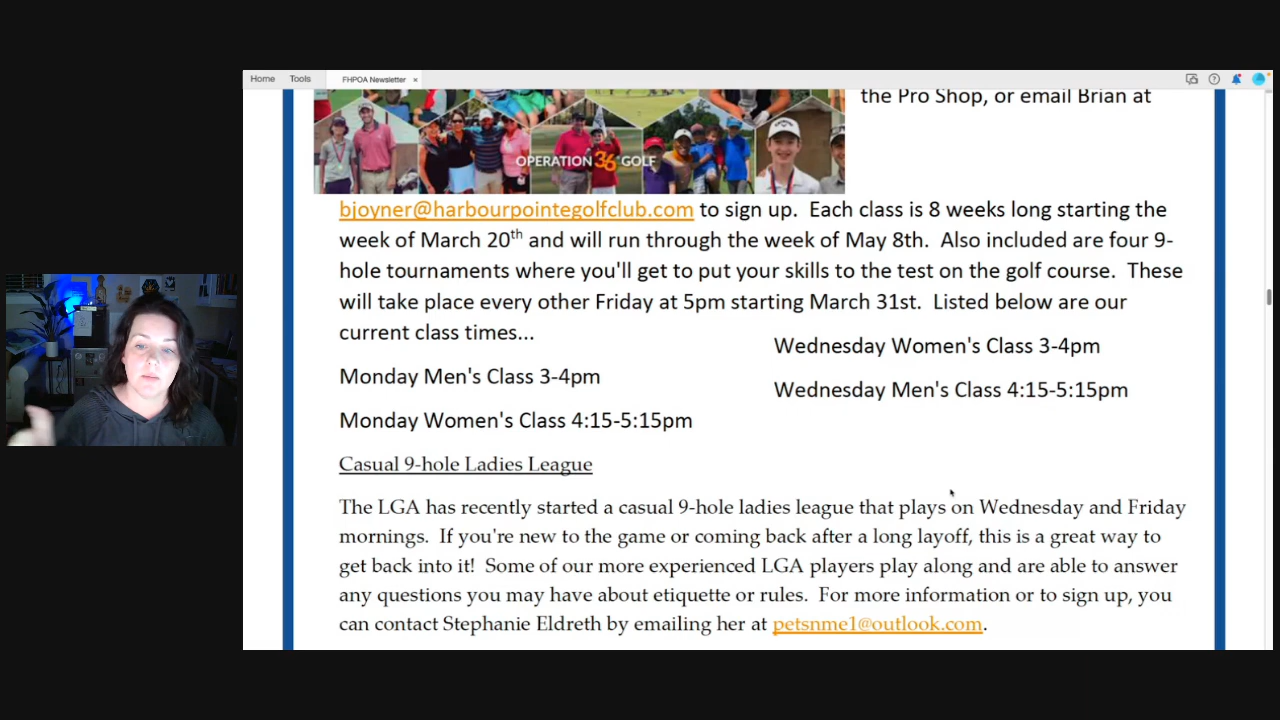 Home Tools FHPOA Newsletter ×
the Pro Shop, or email Brian at
OPERATION 36 GOLF
bjoyner@harbourpointegolfclub.com to sign up. Each class is 8 weeks long starting the
week of March 20th and will run through the week of May 8th. Also included are four 9-
hole tournaments where you'll get to put your skills to the test on the golf course. These
will take place every other Friday at 5pm starting March 31st. Listed below are our
current class times...
Monday Men's Class 3-4pm
Monday Women's Class 4:15-5:15pm
Wednesday Women's Class 3-4pm
Wednesday Men's Class 4:15-5:15pm
Casual 9-hole Ladies League
The LGA has recently started a casual 9-hole ladies league that plays on Wednesday and Friday
mornings. If you're new to the game or coming back after a long layoff, this is a great way to
get back into it! Some of our more experienced LGA players play along and are able to answer
any questions you may have about etiquette or rules. For more information or to sign up, you
can contact Stephanie Eldreth by emailing her at petsnme1@outlook.com.